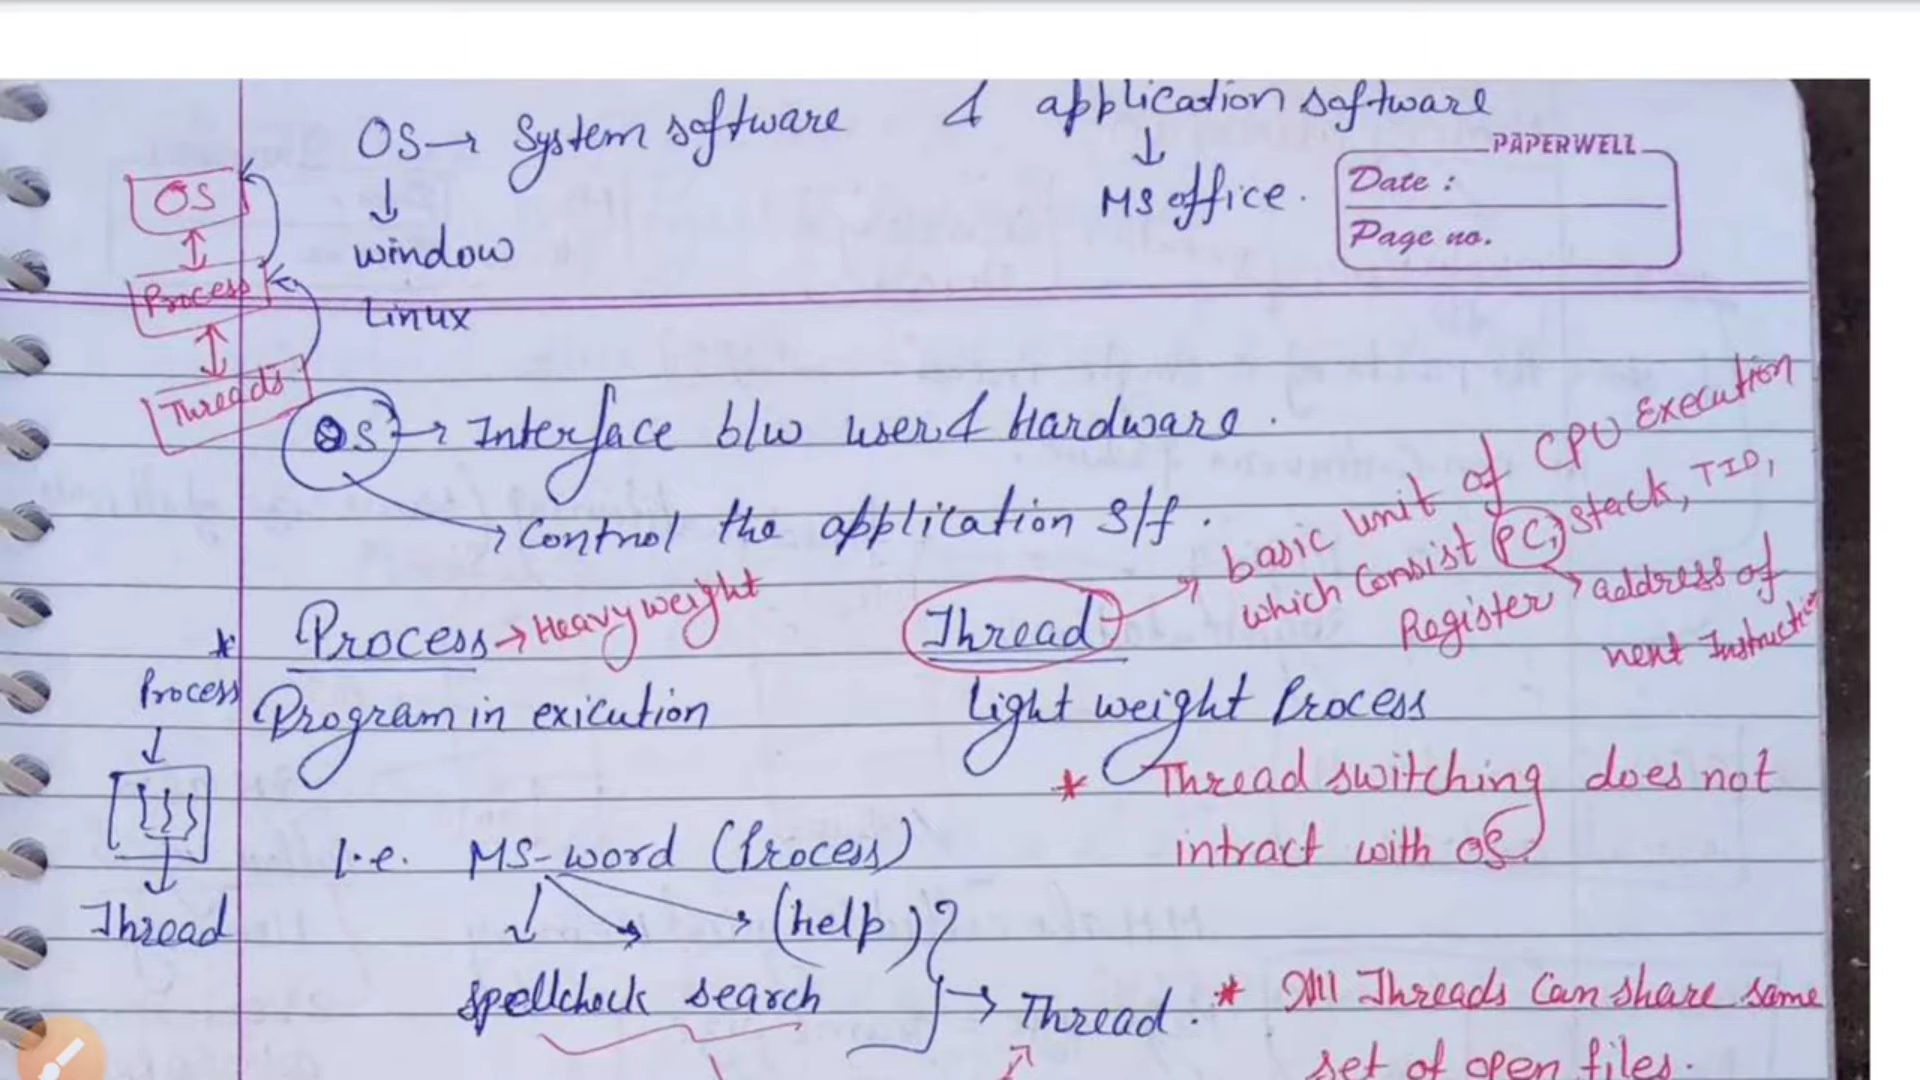 OS → System software & application software
↓ ↓
window MS office.
Linux
PAPERWELL
Date :
Page no.
OS
Process
Threads
OS → Interface b/w user & Hardware.
→ Control the application S/f.
basic unit of CPU Execution
which consist PC, stack, TID,
Register → address of
next Instruction
* Process → Heavy weight
Thread
Process
Program in exicution
Light weight Process
* Thread switching does not
intract with OS
i.e. MS-word (Process)
Thread
(help)
spellcheck search
→ Thread.
* All Threads Can share same
set of open files.